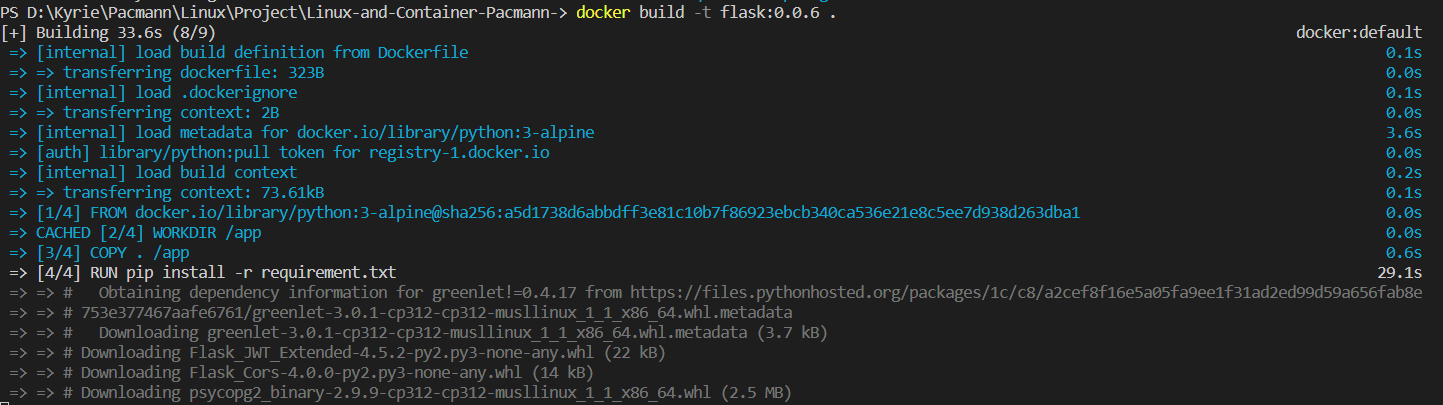 PS D:\Kyrie\Pacmann\Linux\Project\Linux-and-Container-Pacmann-> docker build -t flask:0.0.6 .
[+] Building 33.6s (8/9) docker:default
=> [internal] load build definition from Dockerfile 0.1s
=> => transferring dockerfile: 323B 0.0s
=> [internal] load .dockerignore 0.1s
=> => transferring context: 2B 0.0s
=> [internal] load metadata for docker.io/library/python:3-alpine 3.6s
=> [auth] library/python:pull token for registry-1.docker.io 0.0s
=> [internal] load build context 0.2s
=> => transferring context: 73.61kB 0.1s
=> [1/4] FROM docker.io/library/python:3-alpine@sha256:a5d1738d6abbdff3e81c10b7f86923ebcb340ca536e21e8c5ee7d938d263dba1 0.0s
=> CACHED [2/4] WORKDIR /app 0.0s
=> [3/4] COPY . /app 0.6s
=> [4/4] RUN pip install -r requirement.txt 29.1s
=> => # Obtaining dependency information for greenlet!=0.4.17 from https://files.pythonhosted.org/packages/1c/c8/a2cef8f16e5a05fa9ee1f31ad2ed99d59a656fab8e
=> => # 753e377467aafe6761/greenlet-3.0.1-cp312-cp312-musllinux_1_1_x86_64.whl.metadata
=> => # Downloading greenlet-3.0.1-cp312-cp312-musllinux_1_1_x86_64.whl.metadata (3.7 kB)
=> => # Downloading Flask_JWT_Extended-4.5.2-py2.py3-none-any.whl (22 kB)
=> => # Downloading Flask_Cors-4.0.0-py2.py3-none-any.whl (14 kB)
=> => # Downloading psycopg2_binary-2.9.9-cp312-cp312-musllinux_1_1_x86_64.whl (2.5 MB)